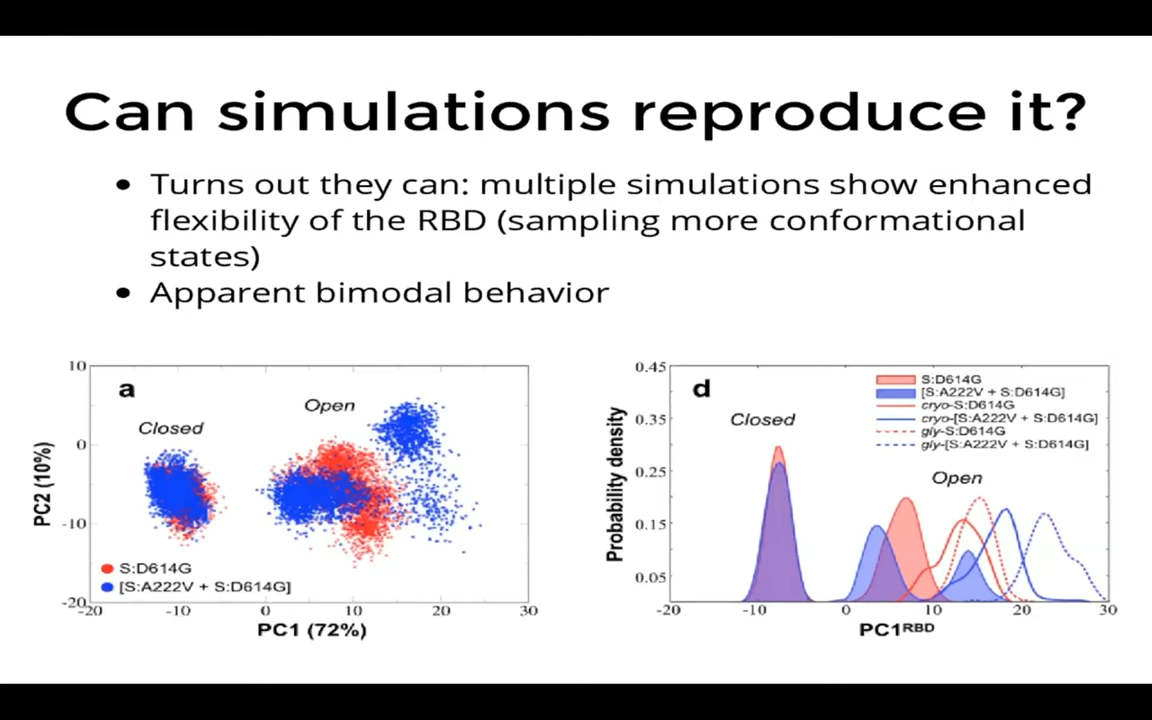 Can simulations reproduce it?
• Turns out they can: multiple simulations show enhanced
flexibility of the RBD (sampling more conformational
states)
• Apparent bimodal behavior
a
Closed
Open
S:D614G
[S:A222V + S:D614G]
10
0
-10
-20
PC2 (10%)
-20 -10 0 10 20 30
PC1 (72%)
d
Closed
Open
S:D614G
[S:A222V + S:D614G]
cryo-S:D614G
cryo-[S:A222V + S:D614G]
gly-S:D614G
gly-[S:A222V + S:D614G]
0.45
0.35
0.25
0.15
0.05
Probability density
-20 -10 0 10 20 30
PC1RBD